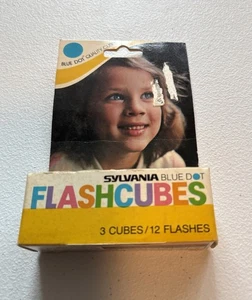 BLUE DOT QUALITY
SYLVANIA BLUE DOT
FLASHCUBES
3 CUBES/12 FLASHES